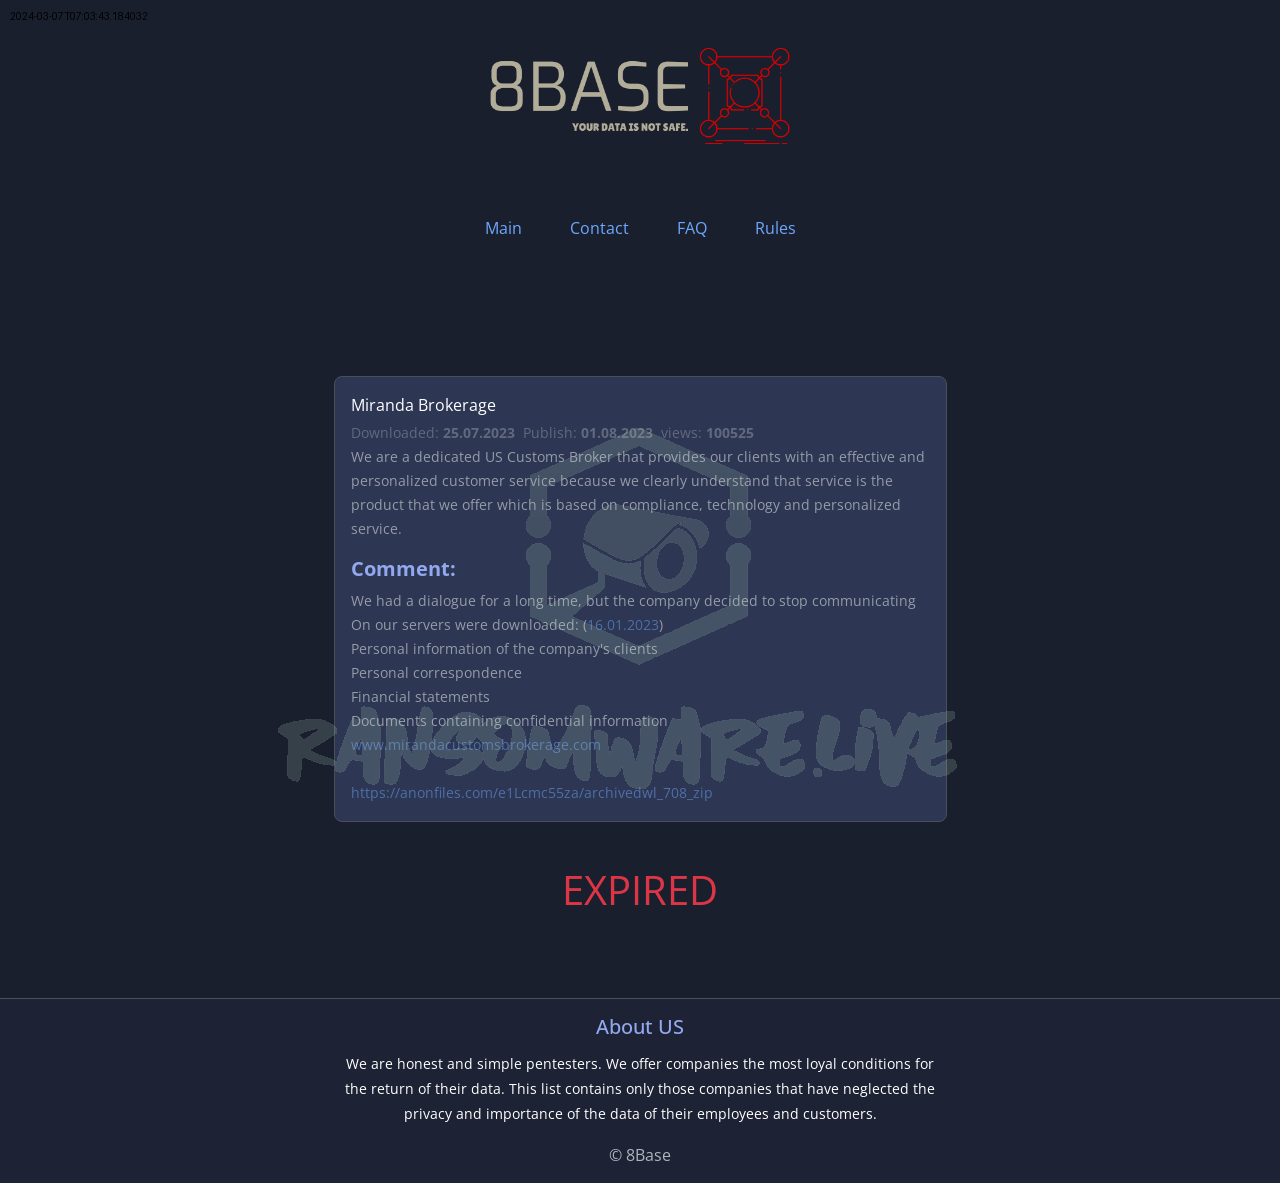 2024-03-07T07:03:43.184032
8BASE
YOUR DATA IS NOT SAFE.
Main Contact FAQ Rules
Miranda Brokerage
Downloaded: 25.07.2023 Publish: 01.08.2023 views: 100525
We are a dedicated US Customs Broker that provides our clients with an effective and
personalized customer service because we clearly understand that service is the
product that we offer which is based on compliance, technology and personalized
service.
Comment:
We had a dialogue for a long time, but the company decided to stop communicating
On our servers were downloaded: (16.01.2023)
Personal information of the company's clients
Personal correspondence
Financial statements
Documents containing confidential information
RANSOMWARE.LIVE
www.mirandacustomsbrokerage.com
https://anonfiles.com/e1Lcmc55za/archivedwl_708_zip
EXPIRED
About US
We are honest and simple pentesters. We offer companies the most loyal conditions for
the return of their data. This list contains only those companies that have neglected the
privacy and importance of the data of their employees and customers.
© 8Base